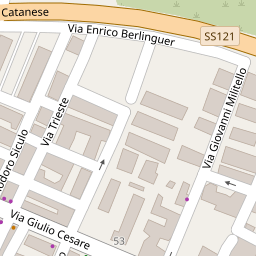 Catanese
Via Enrico Berlinguer
SS121
Via Trieste
Via Giovanni Militello
odoro Siculo
Via Giulio Cesare
53